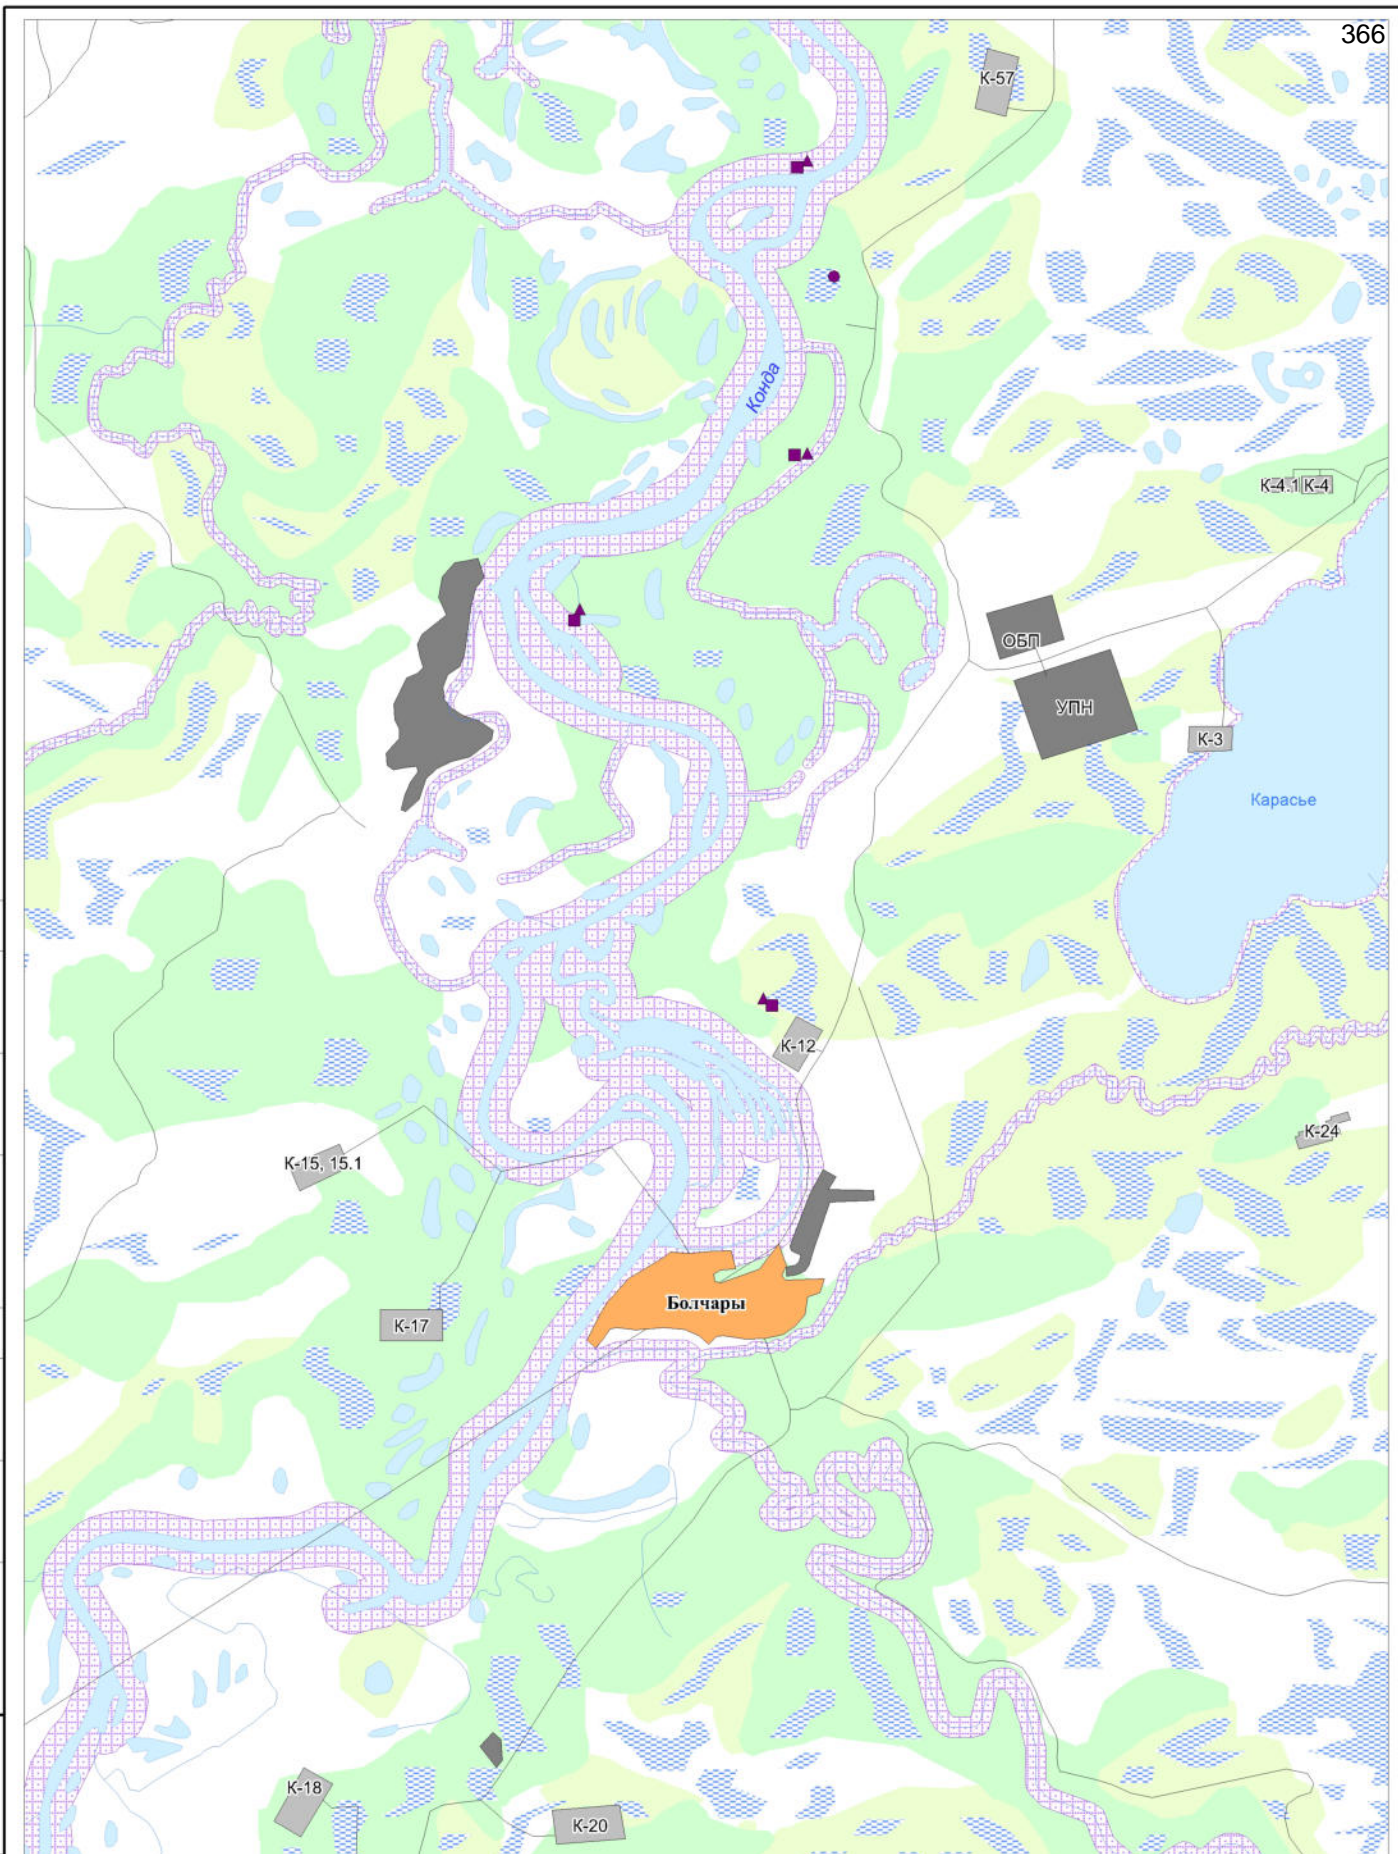 366
К-57
Конда
К-4.1 К-4
ОБП
УПН
К-3
Карасье
К-12
К-24
К-15, 15.1
Болчары
К-17
К-18
К-20